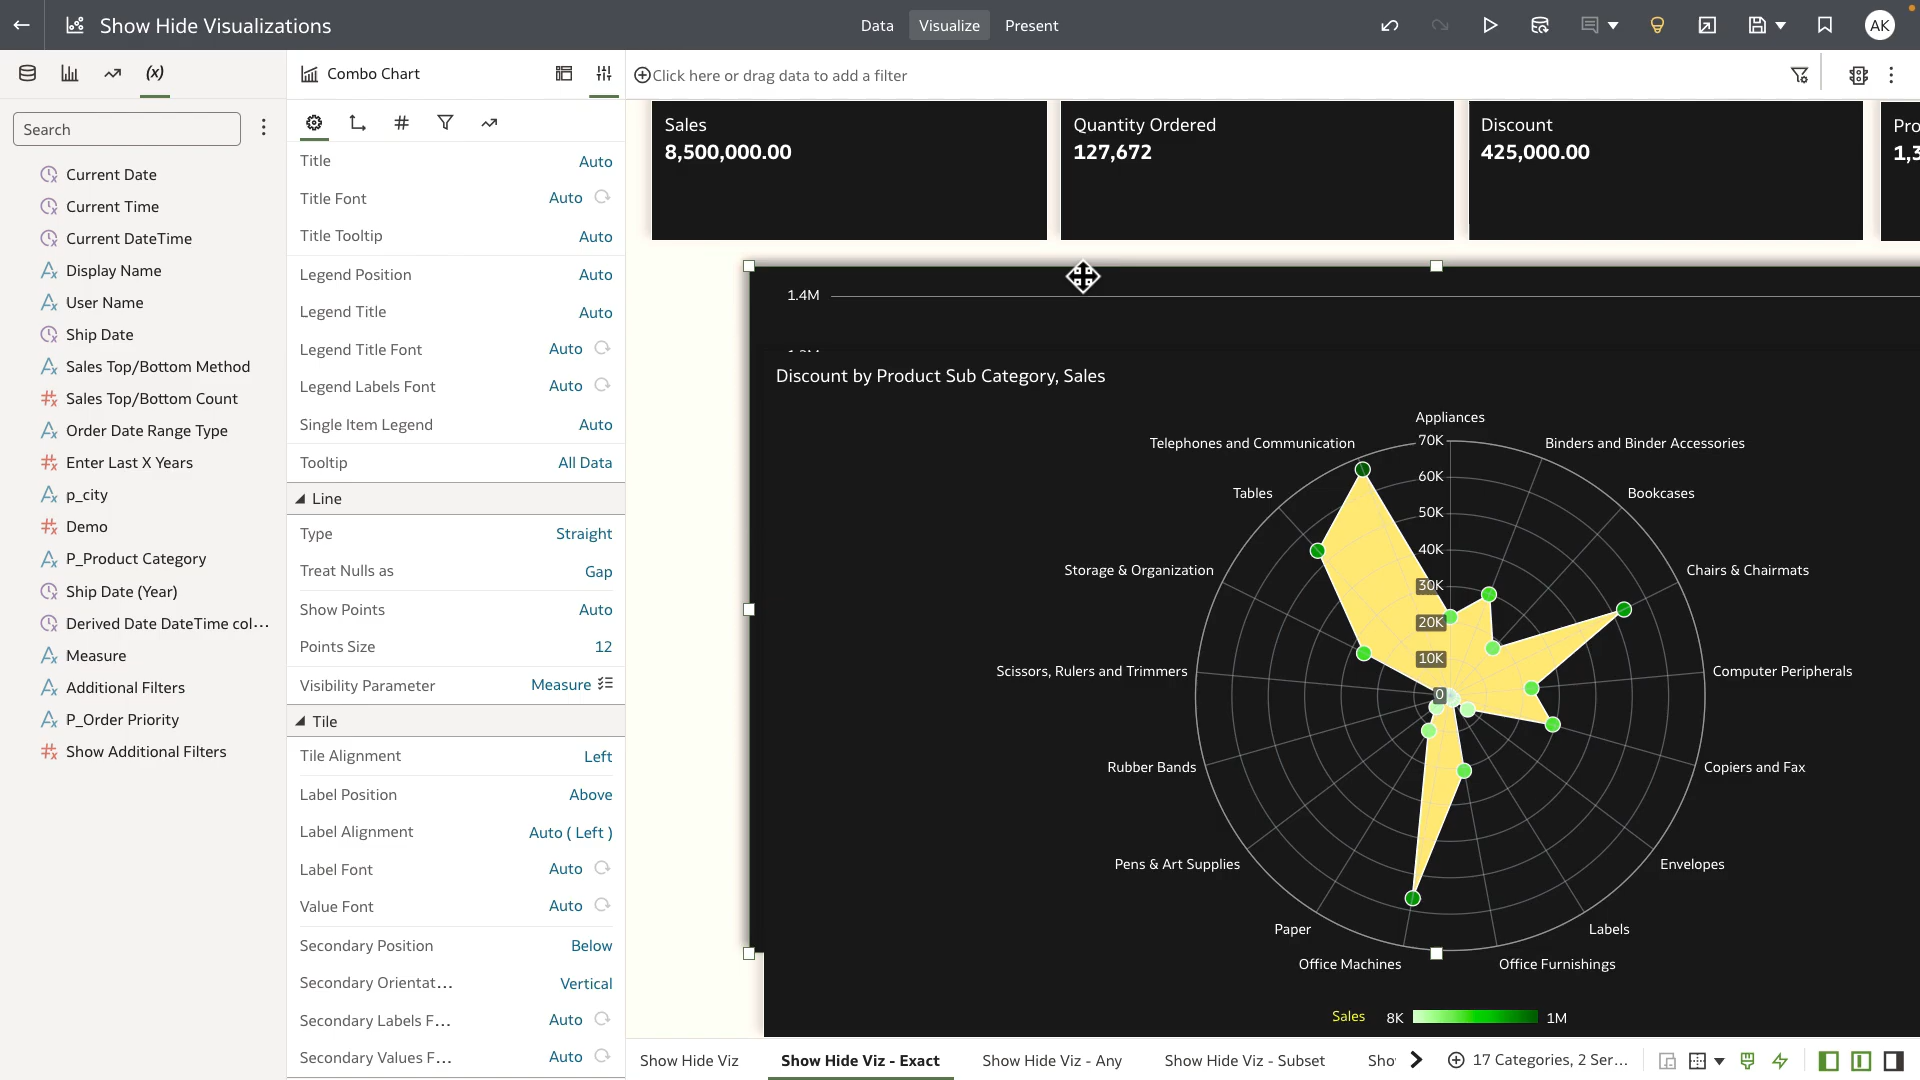 Show Hide Visualizations
Data
Visualize
Present
AK
(x)
Combo Chart
Click here or drag data to add a filter
Search
Current Date
Current Time
Current DateTime
Display Name
User Name
Ship Date
Sales Top/Bottom Method
Sales Top/Bottom Count
Order Date Range Type
Enter Last X Years
p_city
Demo
P_Product Category
Ship Date (Year)
Derived Date DateTime col...
Measure
Additional Filters
P_Order Priority
Show Additional Filters
Title Auto
Title Font Auto
Title Tooltip Auto
Legend Position Auto
Legend Title Auto
Legend Title Font Auto
Legend Labels Font Auto
Single Item Legend Auto
Tooltip All Data
Line
Type Straight
Treat Nulls as Gap
Show Points Auto
Points Size 12
Visibility Parameter Measure
Tile
Tile Alignment Left
Label Position Above
Label Alignment Auto ( Left )
Label Font Auto
Value Font Auto
Secondary Position Below
Secondary Orientat... Vertical
Secondary Labels F... Auto
Secondary Values F... Auto
Sales
8,500,000.00
Quantity Ordered
127,672
Discount
425,000.00
Pro
1,3
1.4M
Discount by Product Sub Category, Sales
Appliances
Telephones and Communication
70K
Binders and Binder Accessories
60K
Tables
Bookcases
50K
40K
Storage & Organization
Chairs & Chairmats
30K
20K
10K
Scissors, Rulers and Trimmers
Computer Peripherals
0
Rubber Bands
Copiers and Fax
Pens & Art Supplies
Envelopes
Paper
Labels
Office Machines
Office Furnishings
Sales 8K 1M
Show Hide Viz
Show Hide Viz - Exact
Show Hide Viz - Any
Show Hide Viz - Subset
Sho
17 Categories, 2 Ser...